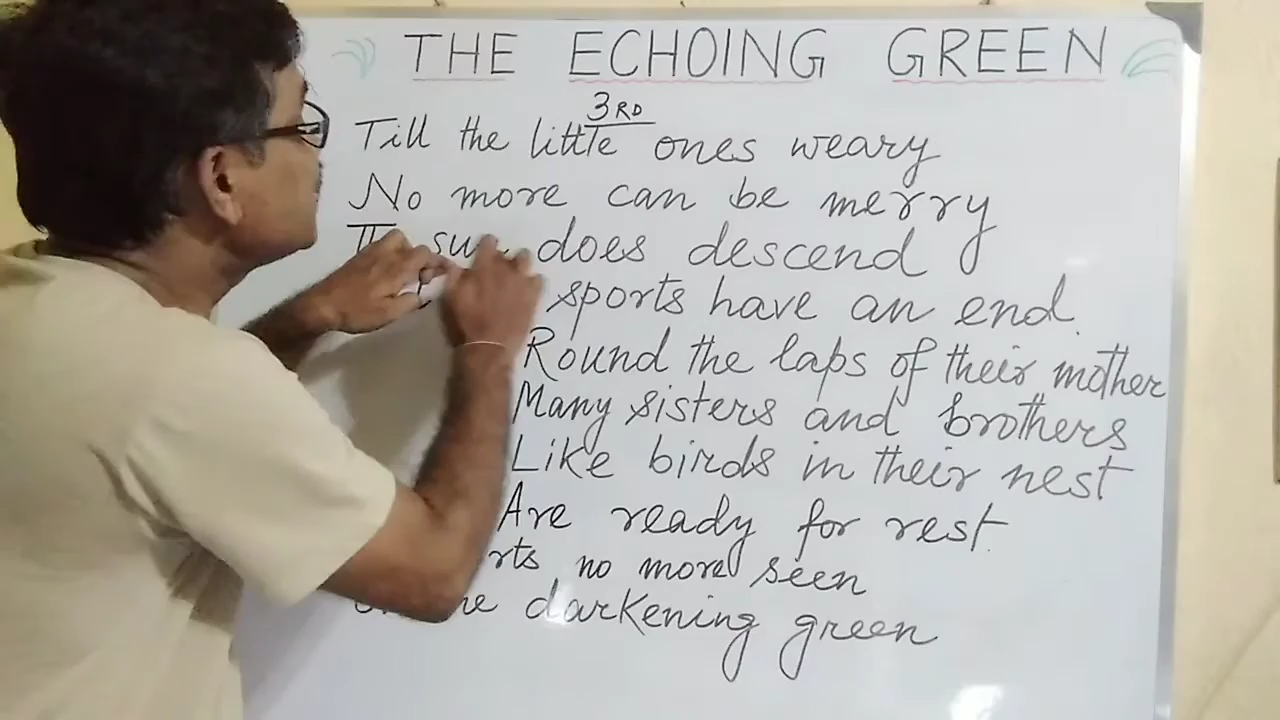 THE ECHOING GREEN
3RD
Till the little ones weary
No more can be merry
does descend
sports have an end.
Round the laps of their mother
Many sisters and brothers
Like birds in their nest
Are ready for rest.
no more seen
darkening green